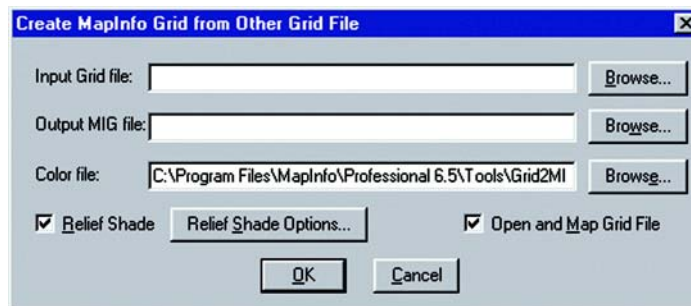 Create MapInfo Grid from Other Grid File
Input Grid file: Browse...
Output MIG file: Browse...
Color file: C:\Program Files\MapInfo\Professional 6.5\Tools\Grid2MI Browse...
Relief Shade Relief Shade Options... Open and Map Grid File
OK Cancel